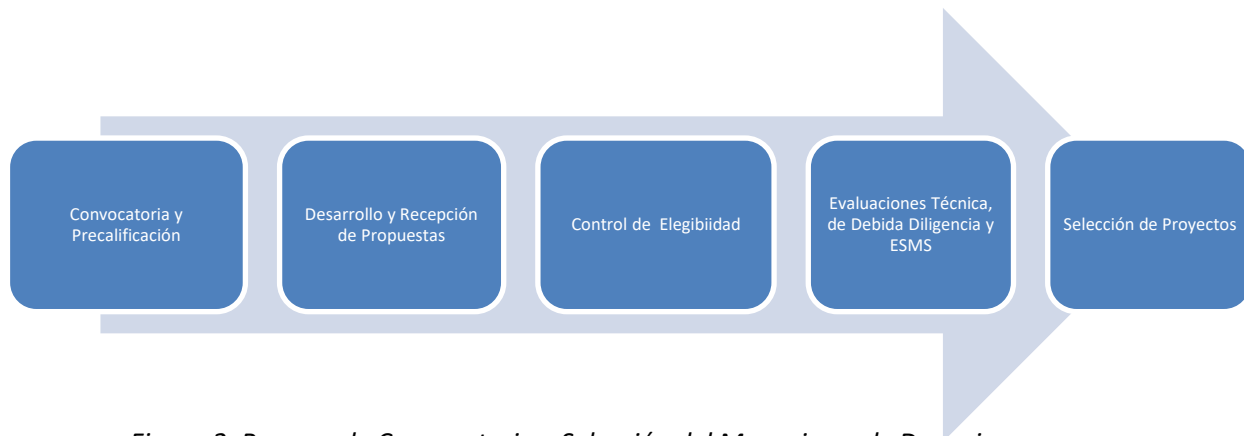 Convocatoria y
Precalificación
Desarrollo y Recepción
de Propuestas
Control de Elegibiidad
Evaluaciones Técnica,
de Debida Diligencia y
ESMS
Selección de Proyectos